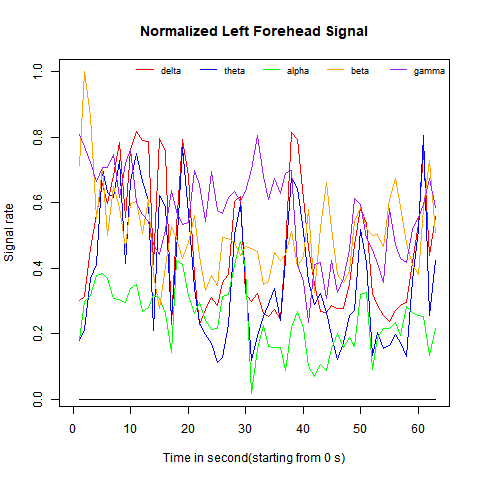 Normalized Left Forehead Signal
delta theta alpha beta gamma
Signal rate
0.0 0.2 0.4 0.6 0.8 1.0
0 10 20 30 40 50 60
Time in second(starting from 0 s)